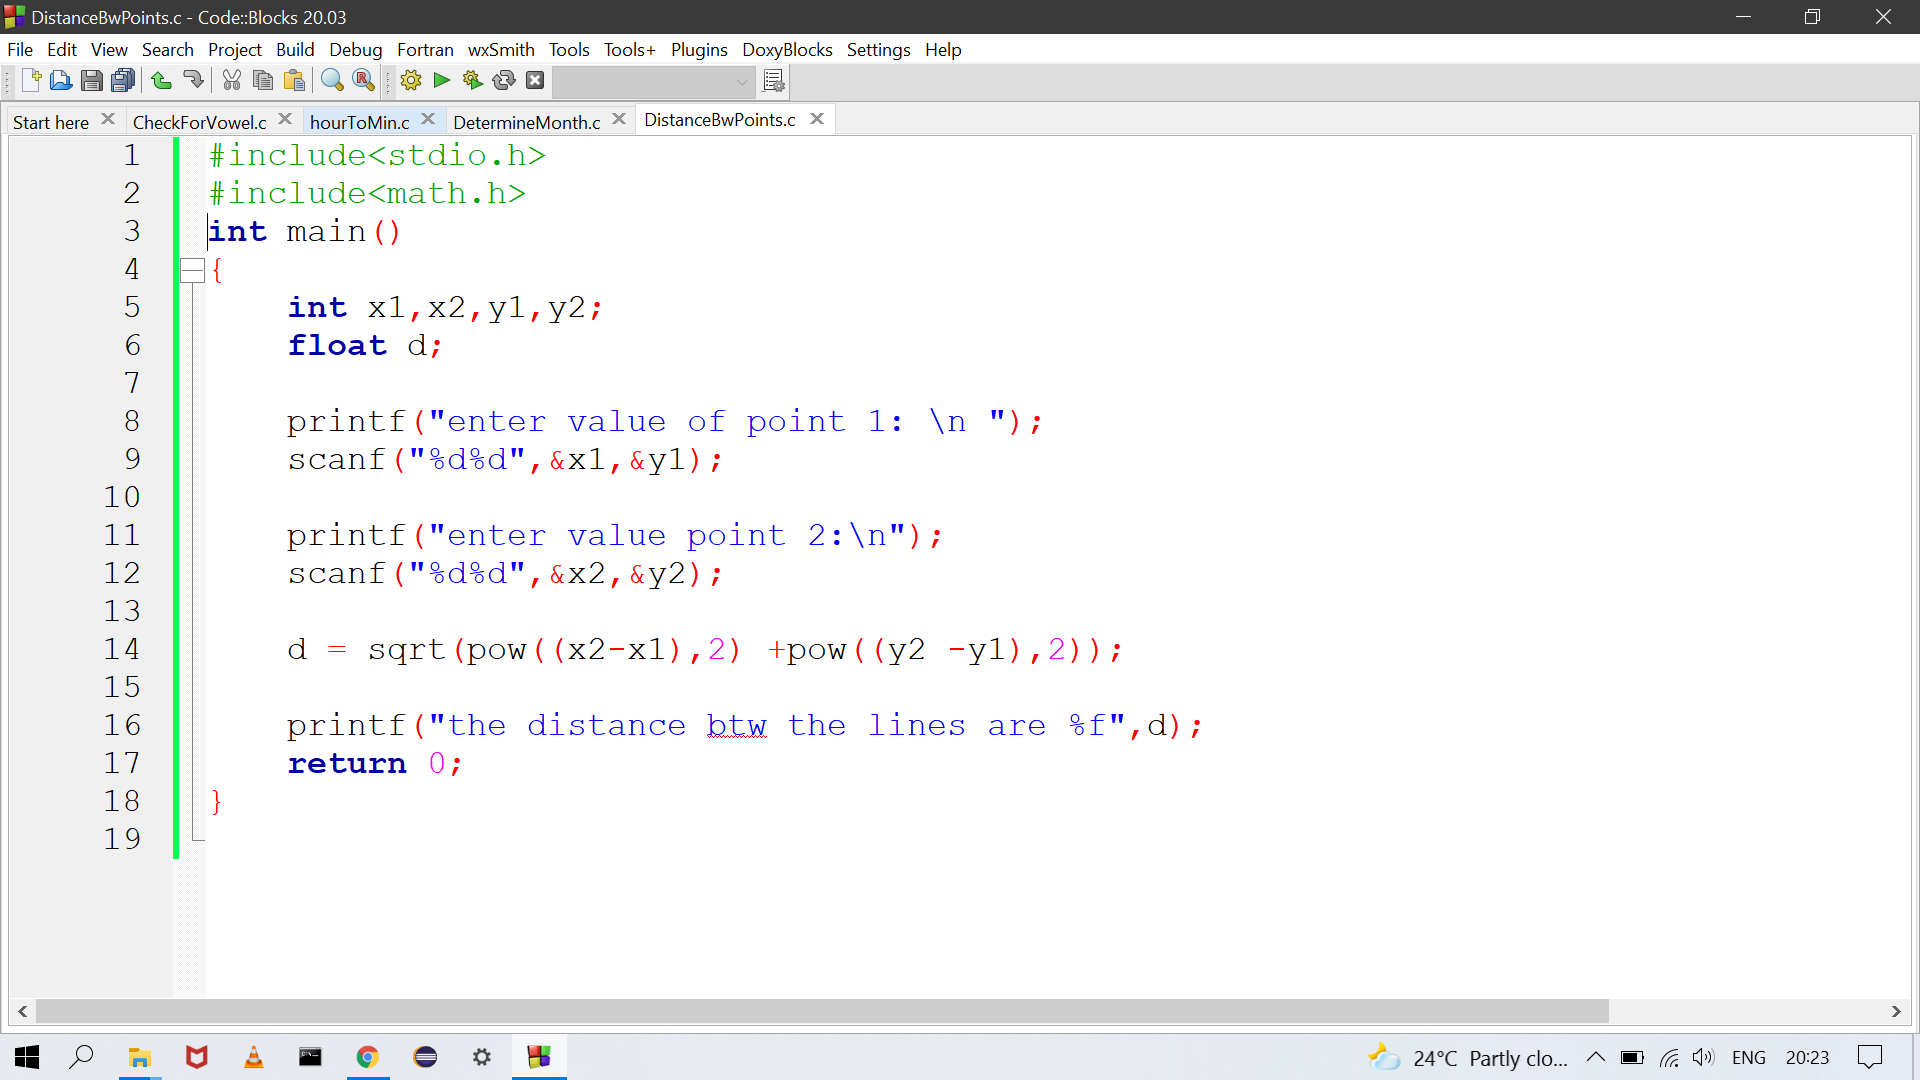 DistanceBwPoints.c - Code::Blocks 20.03
File Edit View Search Project Build Debug Fortran wxSmith Tools Tools+ Plugins DoxyBlocks Settings Help
Start here CheckForVowel.c hourToMin.c DetermineMonth.c DistanceBwPoints.c
1 #include<stdio.h>
2 #include<math.h>
3 int main()
4 {
5 int x1,x2,y1,y2;
6 float d;
7
8 printf("enter value of point 1: \n ");
9 scanf("%d%d",&x1,&y1);
10
11 printf("enter value point 2:\n");
12 scanf("%d%d",&x2,&y2);
13
14 d = sqrt(pow((x2-x1),2) +pow((y2 -y1),2));
15
16 printf("the distance btw the lines are %f",d);
17 return 0;
18 }
19
24°C Partly clo... ENG 20:23